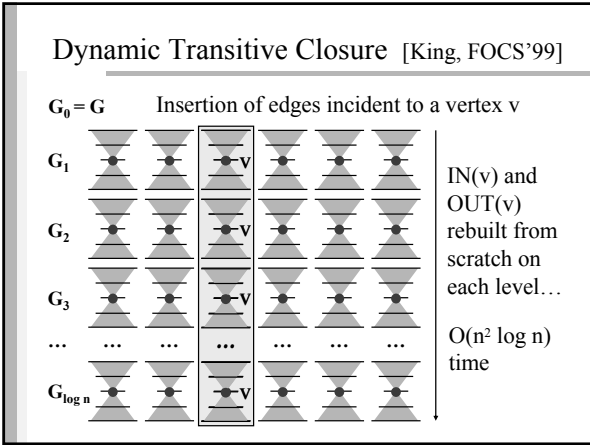 Dynamic Transitive Closure [King, FOCS’99]
G0 = G Insertion of edges incident to a vertex v
G1 v
G2 v
G3 v
... ... ... ... ... ... ...
Glog n v
IN(v) and
OUT(v)
rebuilt from
scratch on
each level…
O(n² log n)
time